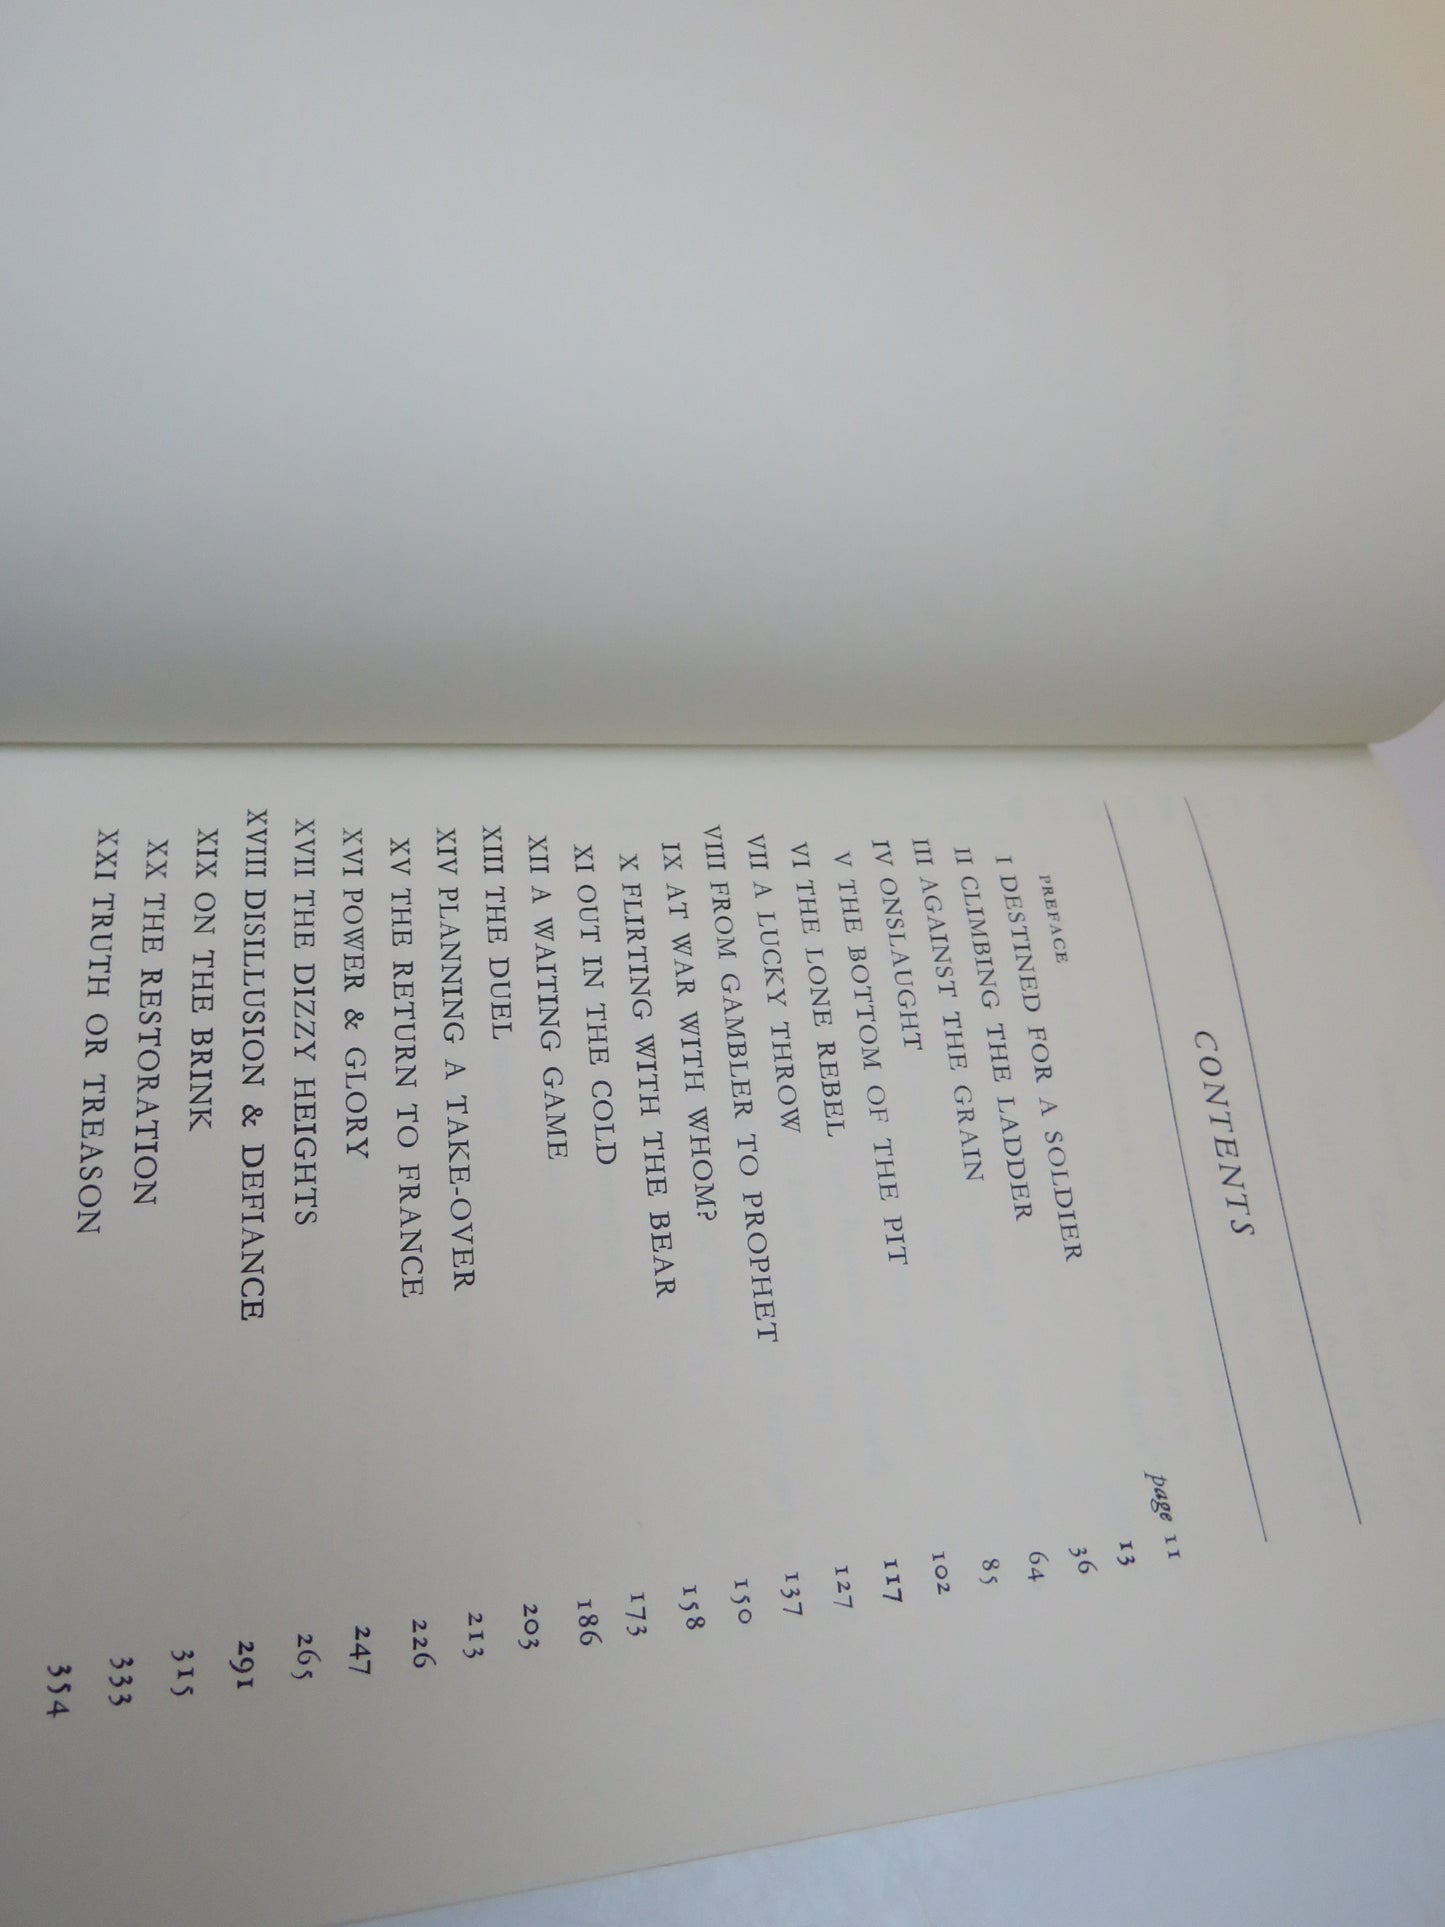 CONTENTS
PREFACE page 11
I DESTINED FOR A SOLDIER 13
II CLIMBING THE LADDER 36
III AGAINST THE GRAIN 64
IV ONSLAUGHT 85
V THE BOTTOM OF THE PIT 102
VI THE LONE REBEL 117
VII A LUCKY THROW 127
VIII FROM GAMBLER TO PROPHET 137
IX AT WAR WITH WHOM? 150
X FLIRTING WITH THE BEAR 158
XI OUT IN THE COLD 173
XII A WAITING GAME 186
XIII THE DUEL 203
XIV PLANNING A TAKE-OVER 213
XV THE RETURN TO FRANCE 226
XVI POWER & GLORY 247
XVII THE DIZZY HEIGHTS 265
XVIII DISILLUSION & DEFIANCE 291
XIX ON THE BRINK 315
XX THE RESTORATION 333
XXI TRUTH OR TREASON 354